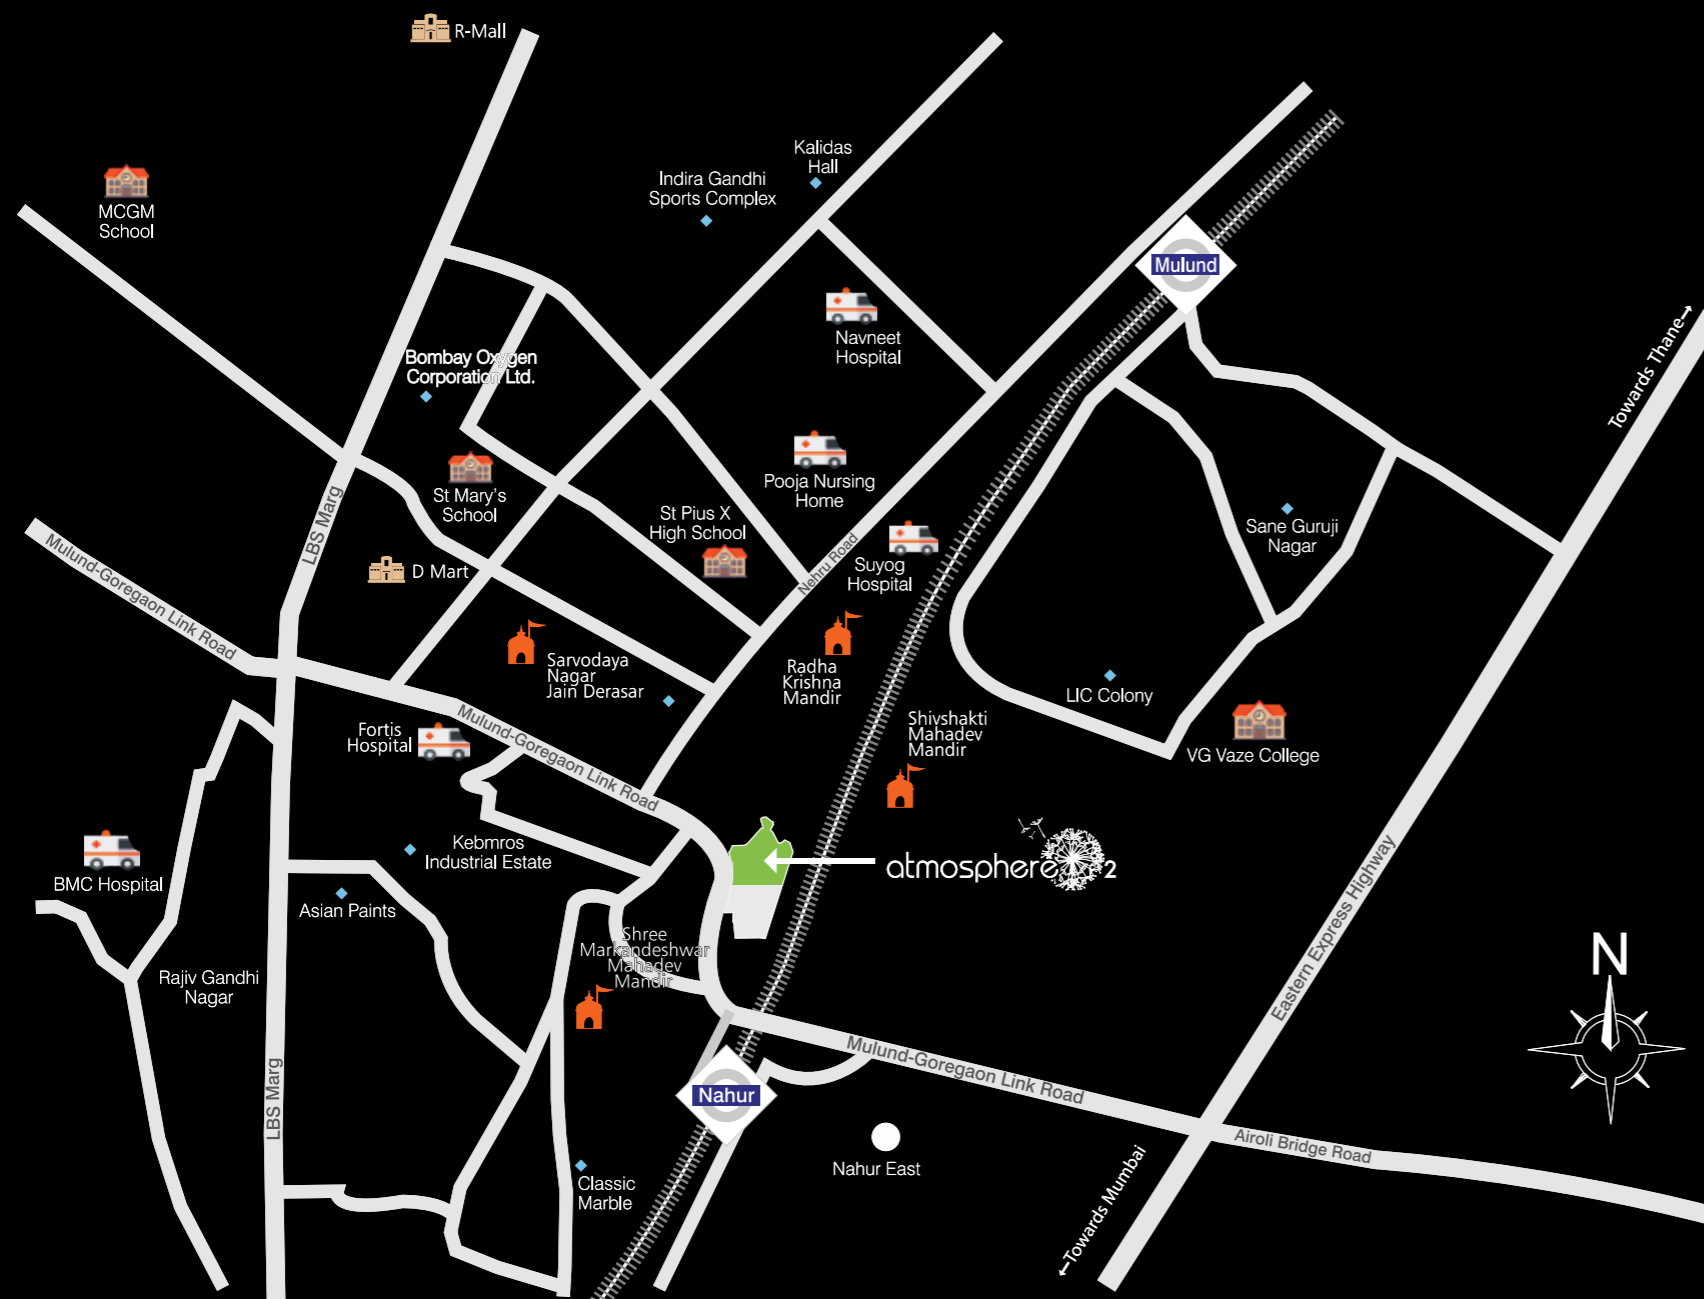 R-Mall
Kalidas
Hall
Indira Gandhi
Sports Complex
MCGM
School
Mulund
Navneet
Hospital
Towards Thane
Bombay Oxygen
Corporation Ltd.
St Mary's
School
Pooja Nursing
Home
St Pius X
High School
LBS Marg
Nehru Road
Suyog
Hospital
Sane Guruji
Nagar
D Mart
Mulund-Goregaon Link Road
Sarvodaya
Nagar
Jain Derasar
Radha
Krishna
Mandir
LIC Colony
Shivshakti
Mahadev
Mandir
VG Vaze College
Fortis
Hospital
Mulund-Goregaon Link Road
Kebmros
Industrial Estate
atmosphere 2
BMC Hospital
Asian Paints
Eastern Express Highway
Shree
Markandeshwar
Mahadev
Mandir
Rajiv Gandhi
Nagar
N
LBS Marg
Mulund-Goregaon Link Road
Nahur
Airoli Bridge Road
Nahur East
Classic
Marble
Towards Mumbai